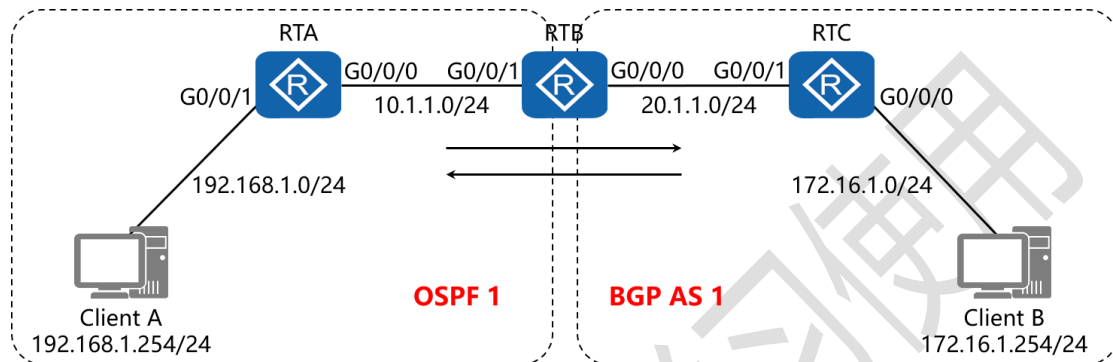 RTA
RTB
RTC
G0/0/0
G0/0/1
G0/0/0
G0/0/1
G0/0/1
10.1.1.0/24
20.1.1.0/24
G0/0/0
R
R
R
192.168.1.0/24
172.16.1.0/24
OSPF 1
BGP AS 1
Client A
192.168.1.254/24
Client B
172.16.1.254/24
习使用